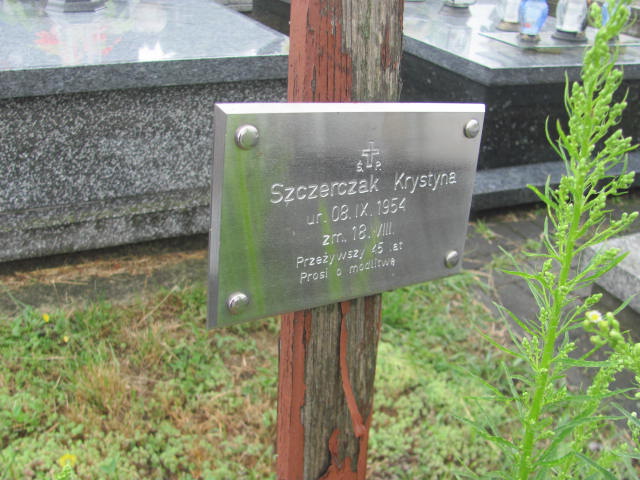 Ś P
Szczerczak Krystyna
ur. 08.IX.1954
zm. 18.VIII.
Przeżywszy 45 lat
Prosi o modlitwę